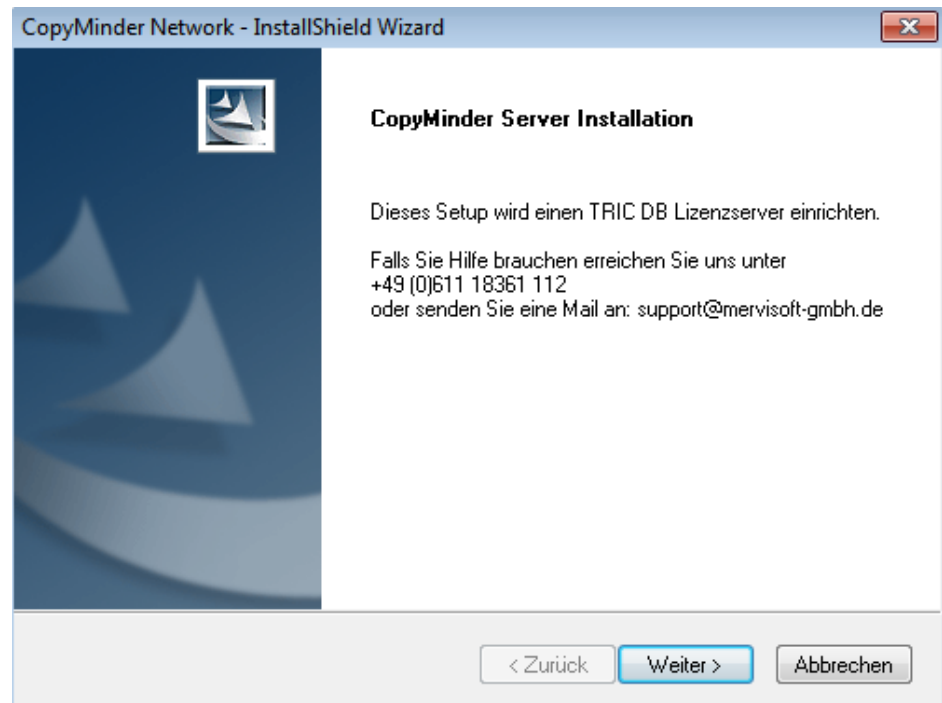 CopyMinder Network - InstallShield Wizard
CopyMinder Server Installation
Dieses Setup wird einen TRIC DB Lizenzserver einrichten.
Falls Sie Hilfe brauchen erreichen Sie uns unter
+49 (0)611 18361 112
oder senden Sie eine Mail an: support@mervisoft-gmbh.de
< Zurück
Weiter >
Abbrechen